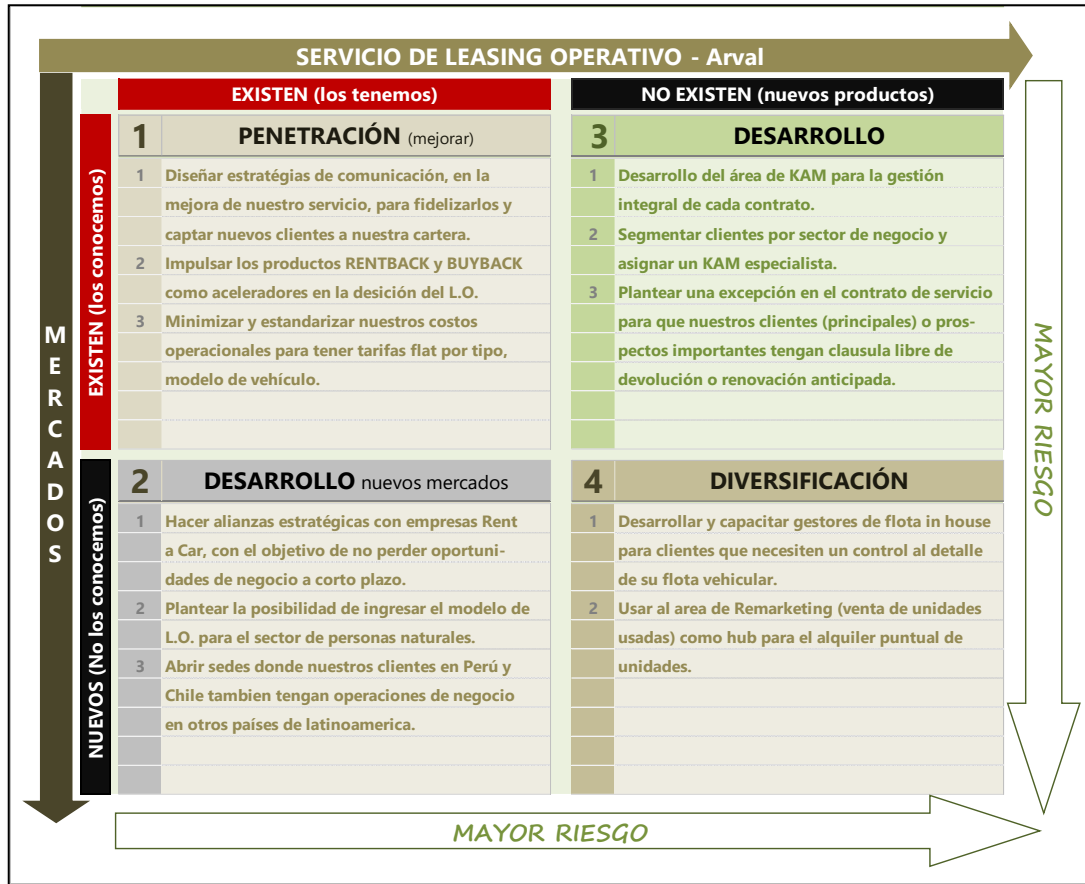 SERVICIO DE LEASING OPERATIVO - Arval
EXISTEN (los tenemos)
NO EXISTEN (nuevos productos)
MERCADOS
EXISTEN (los conocemos)
1 PENETRACIÓN (mejorar)
1 Diseñar estratégias de comunicación, en la
mejora de nuestro servicio, para fidelizarlos y
captar nuevos clientes a nuestra cartera.
2 Impulsar los productos RENTBACK y BUYBACK
como aceleradores en la desición del L.O.
3 Minimizar y estandarizar nuestros costos
operacionales para tener tarifas flat por tipo,
modelo de vehículo.
3 DESARROLLO
1 Desarrollo del área de KAM para la gestión
integral de cada contrato.
2 Segmentar clientes por sector de negocio y
asignar un KAM especialista.
3 Plantear una excepción en el contrato de servicio
para que nuestros clientes (principales) o pros-
pectos importantes tengan clausula libre de
devolución o renovación anticipada.
NUEVOS (No los conocemos)
2 DESARROLLO nuevos mercados
1 Hacer alianzas estratégicas con empresas Rent
a Car, con el objetivo de no perder oportuni-
dades de negocio a corto plazo.
2 Plantear la posibilidad de ingresar el modelo de
L.O. para el sector de personas naturales.
3 Abrir sedes donde nuestros clientes en Perú y
Chile tambien tengan operaciones de negocio
en otros países de latinoamerica.
4 DIVERSIFICACIÓN
1 Desarrollar y capacitar gestores de flota in house
para clientes que necesiten un control al detalle
de su flota vehicular.
2 Usar al area de Remarketing (venta de unidades
usadas) como hub para el alquiler puntual de
unidades.
MAYOR RIESGO
MAYOR RIESGO